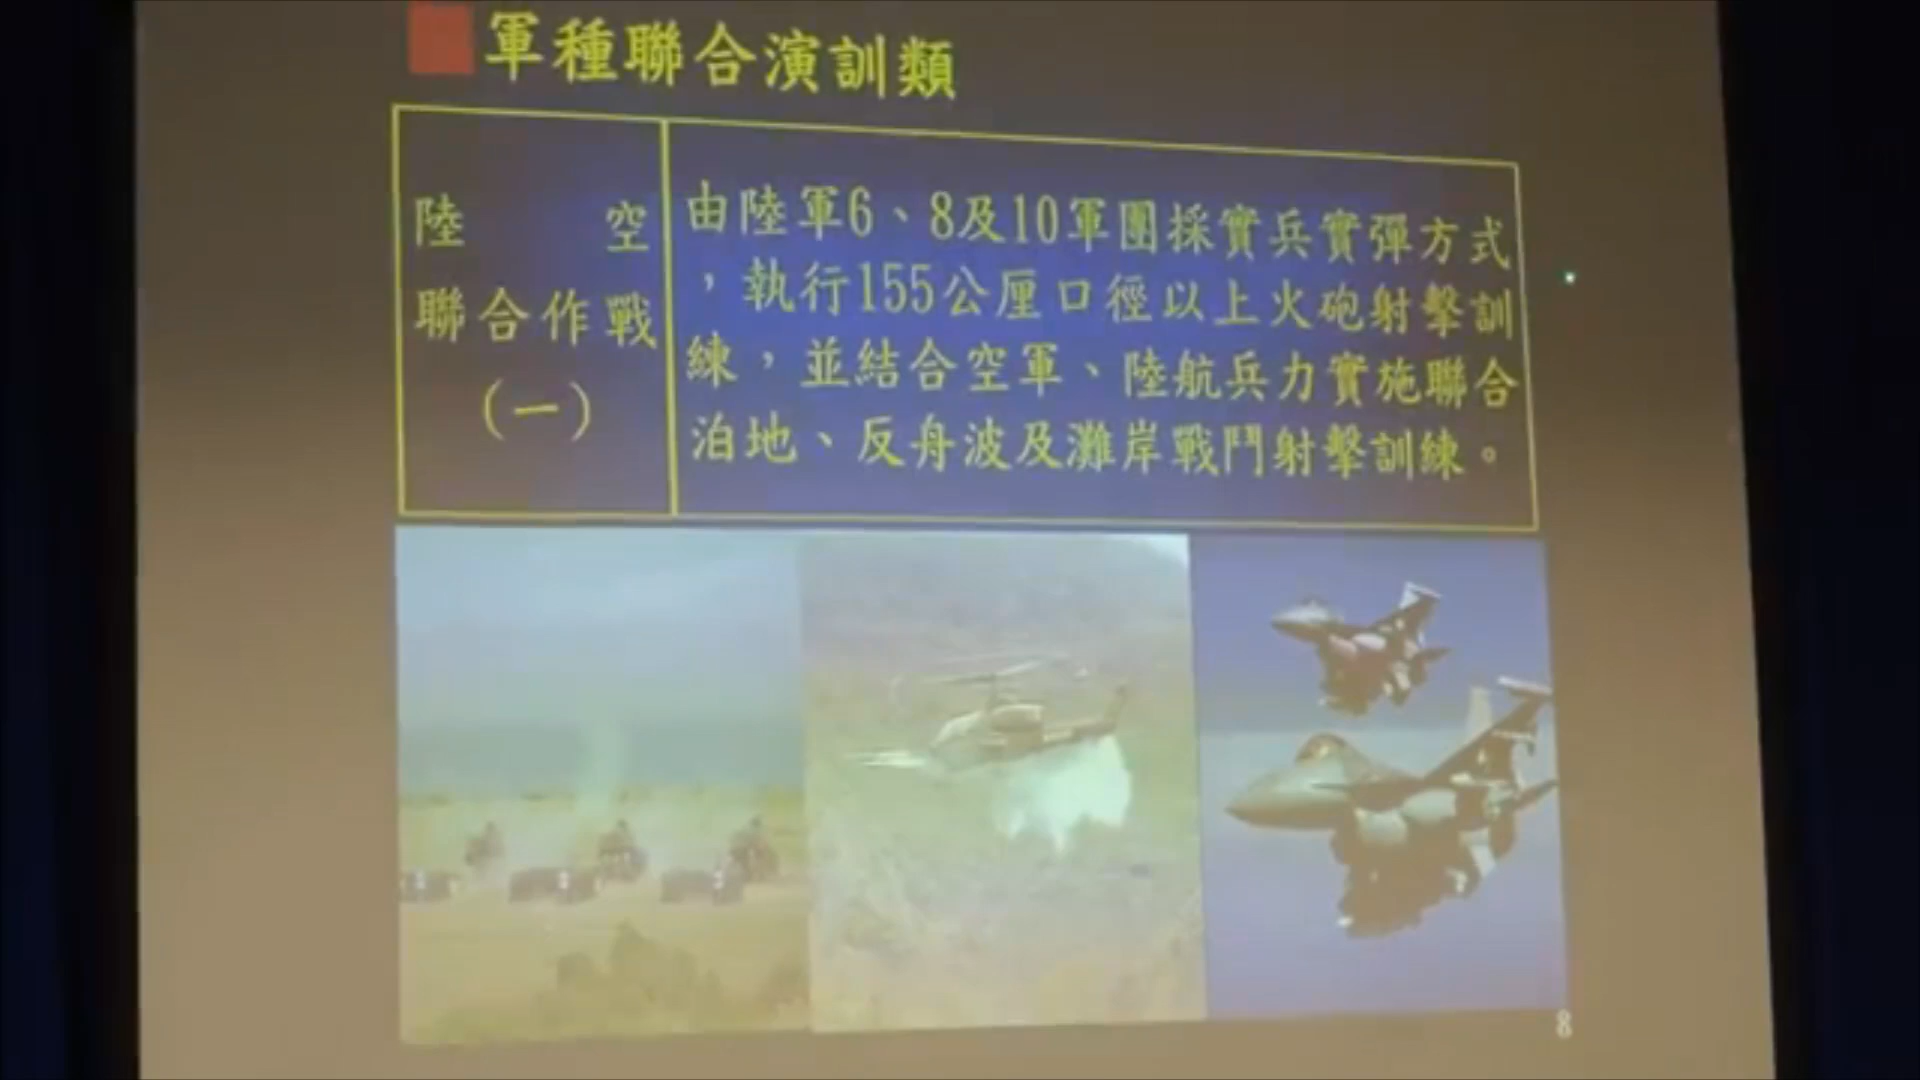 軍種聯合演訓類
陸 空
聯合作戰
(一)
由陸軍6、8及10軍團採實兵實彈方式
，執行155公厘口徑以上火砲射擊訓
練，並結合空軍、陸航兵力實施聯合
泊地、反舟波及灘岸戰鬥射擊訓練。
8